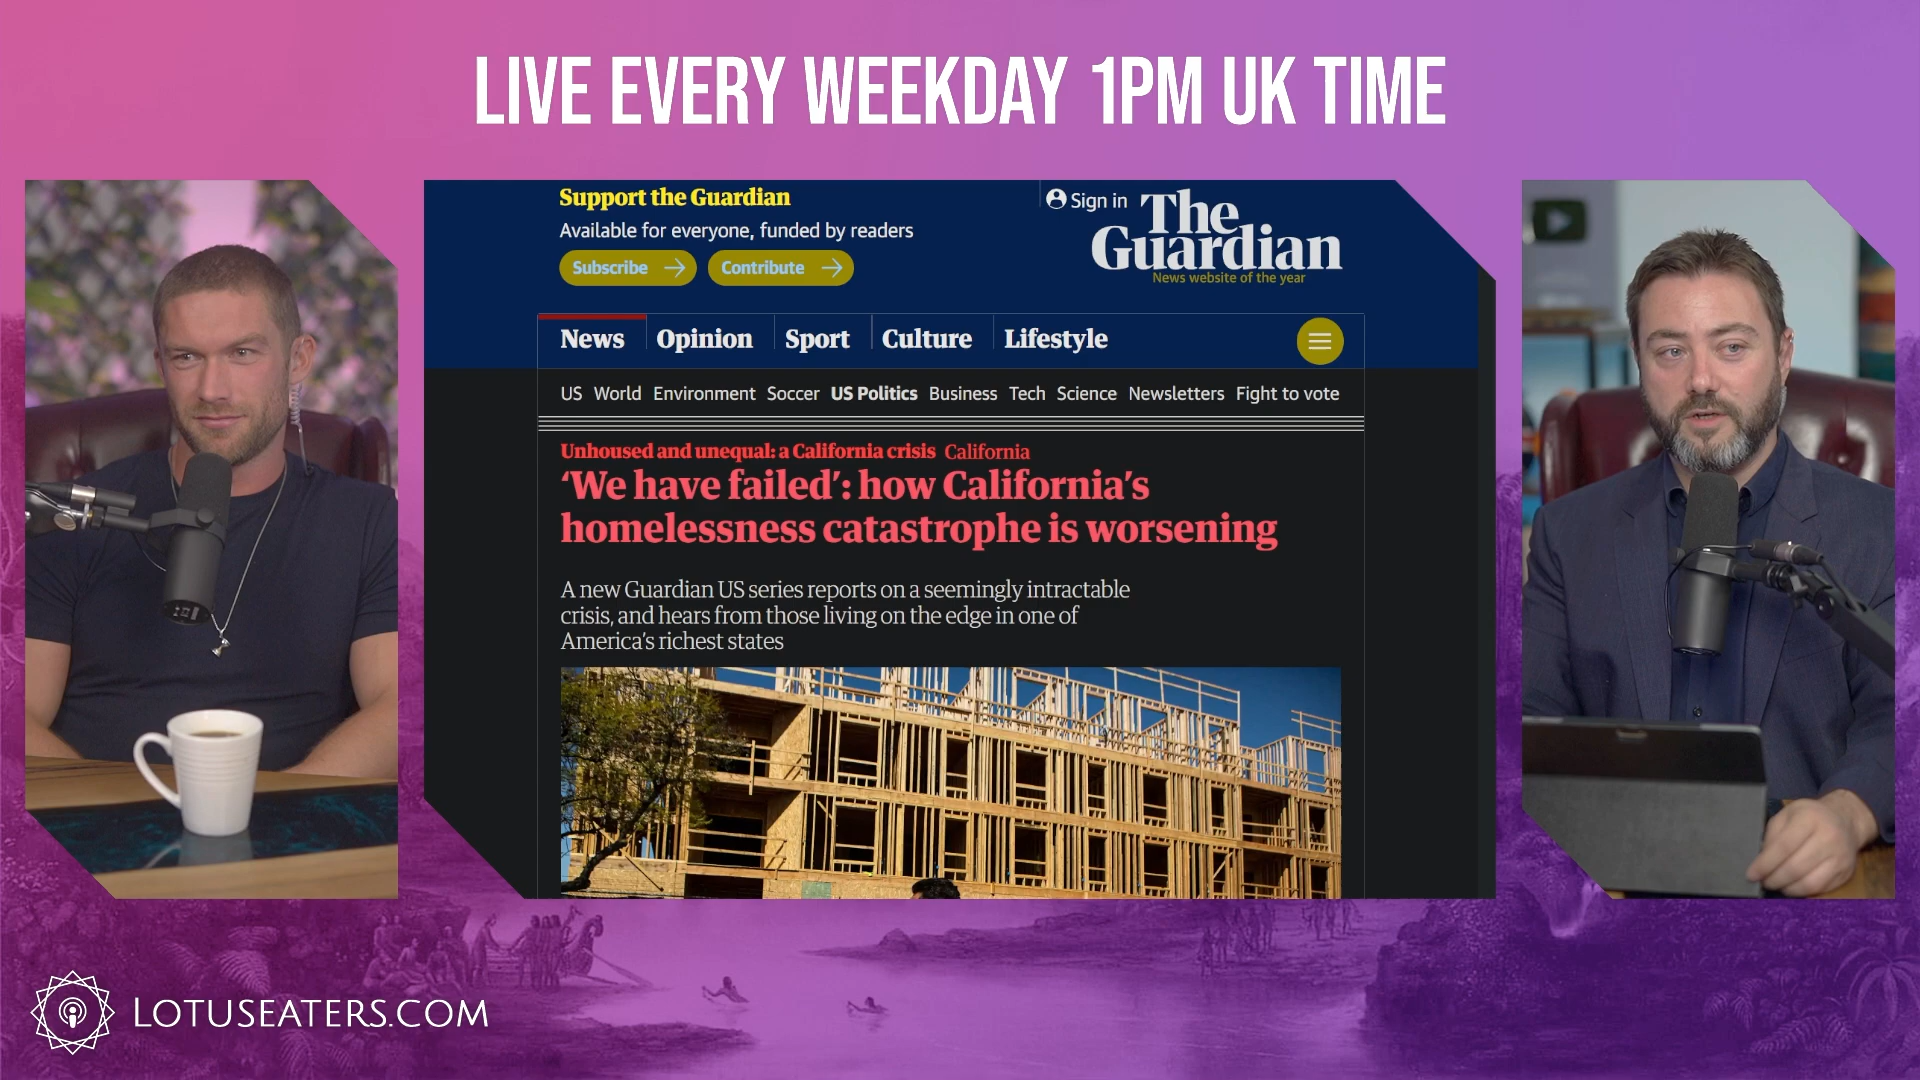 LIVE EVERY WEEKDAY 1PM UK TIME
Support the Guardian
Available for everyone, funded by readers
Subscribe
Contribute
Sign in
The
Guardian
News website of the year
News
Opinion
Sport
Culture
Lifestyle
US World Environment Soccer US Politics Business Tech Science Newsletters Fight to vote
Unhoused and unequal: a California crisis California
‘We have failed’: how California’s
homelessness catastrophe is worsening
A new Guardian US series reports on a seemingly intractable
crisis, and hears from those living on the edge in one of
America’s richest states
LOTUSEATERS.COM